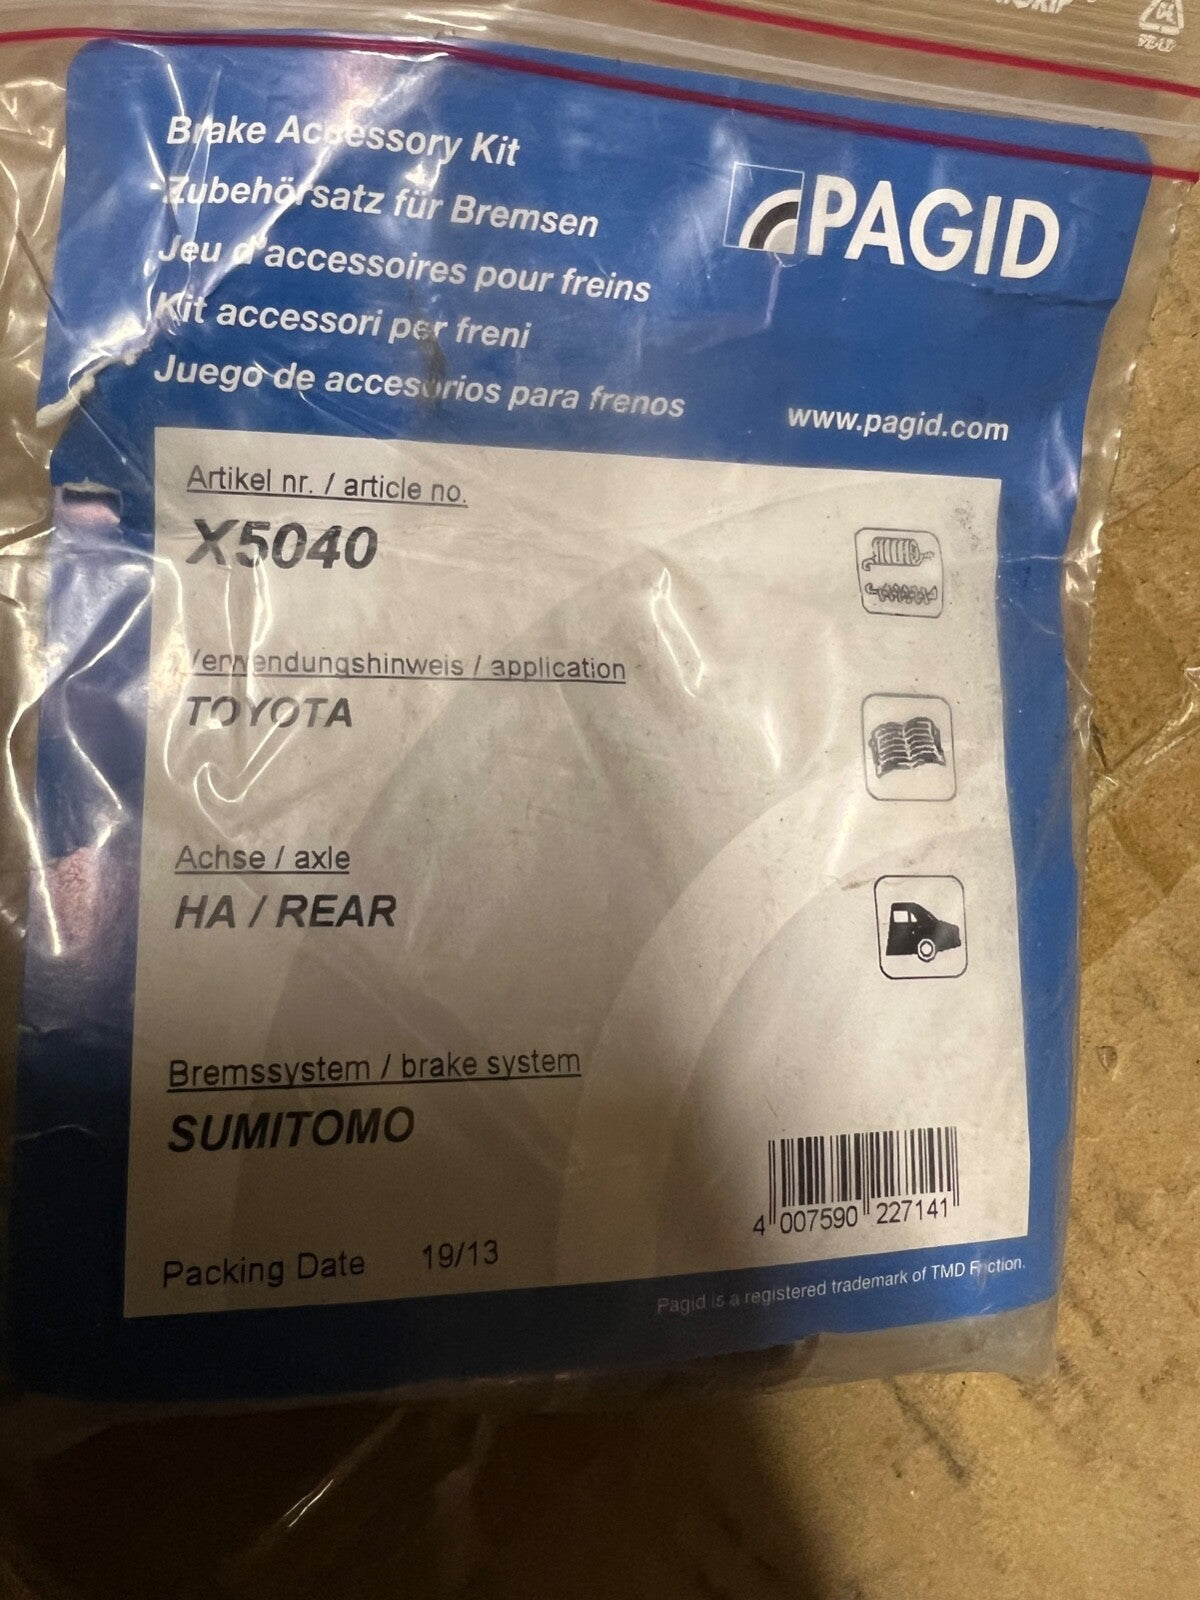 Brake Accessory Kit
Zubehörsatz für Bremsen
Jeu d'accessoires pour freins
Kit accessori per freni
Juego de accesorios para frenos
PAGID
www.pagid.com
Artikel nr. / article no.
X5040
Verwendungshinweis / application
TOYOTA
Achse / axle
HA / REAR
Bremssystem / brake system
SUMITOMO
4 007590 227141
Packing Date 19/13
Pagid is a registered trademark of TMD Friction.